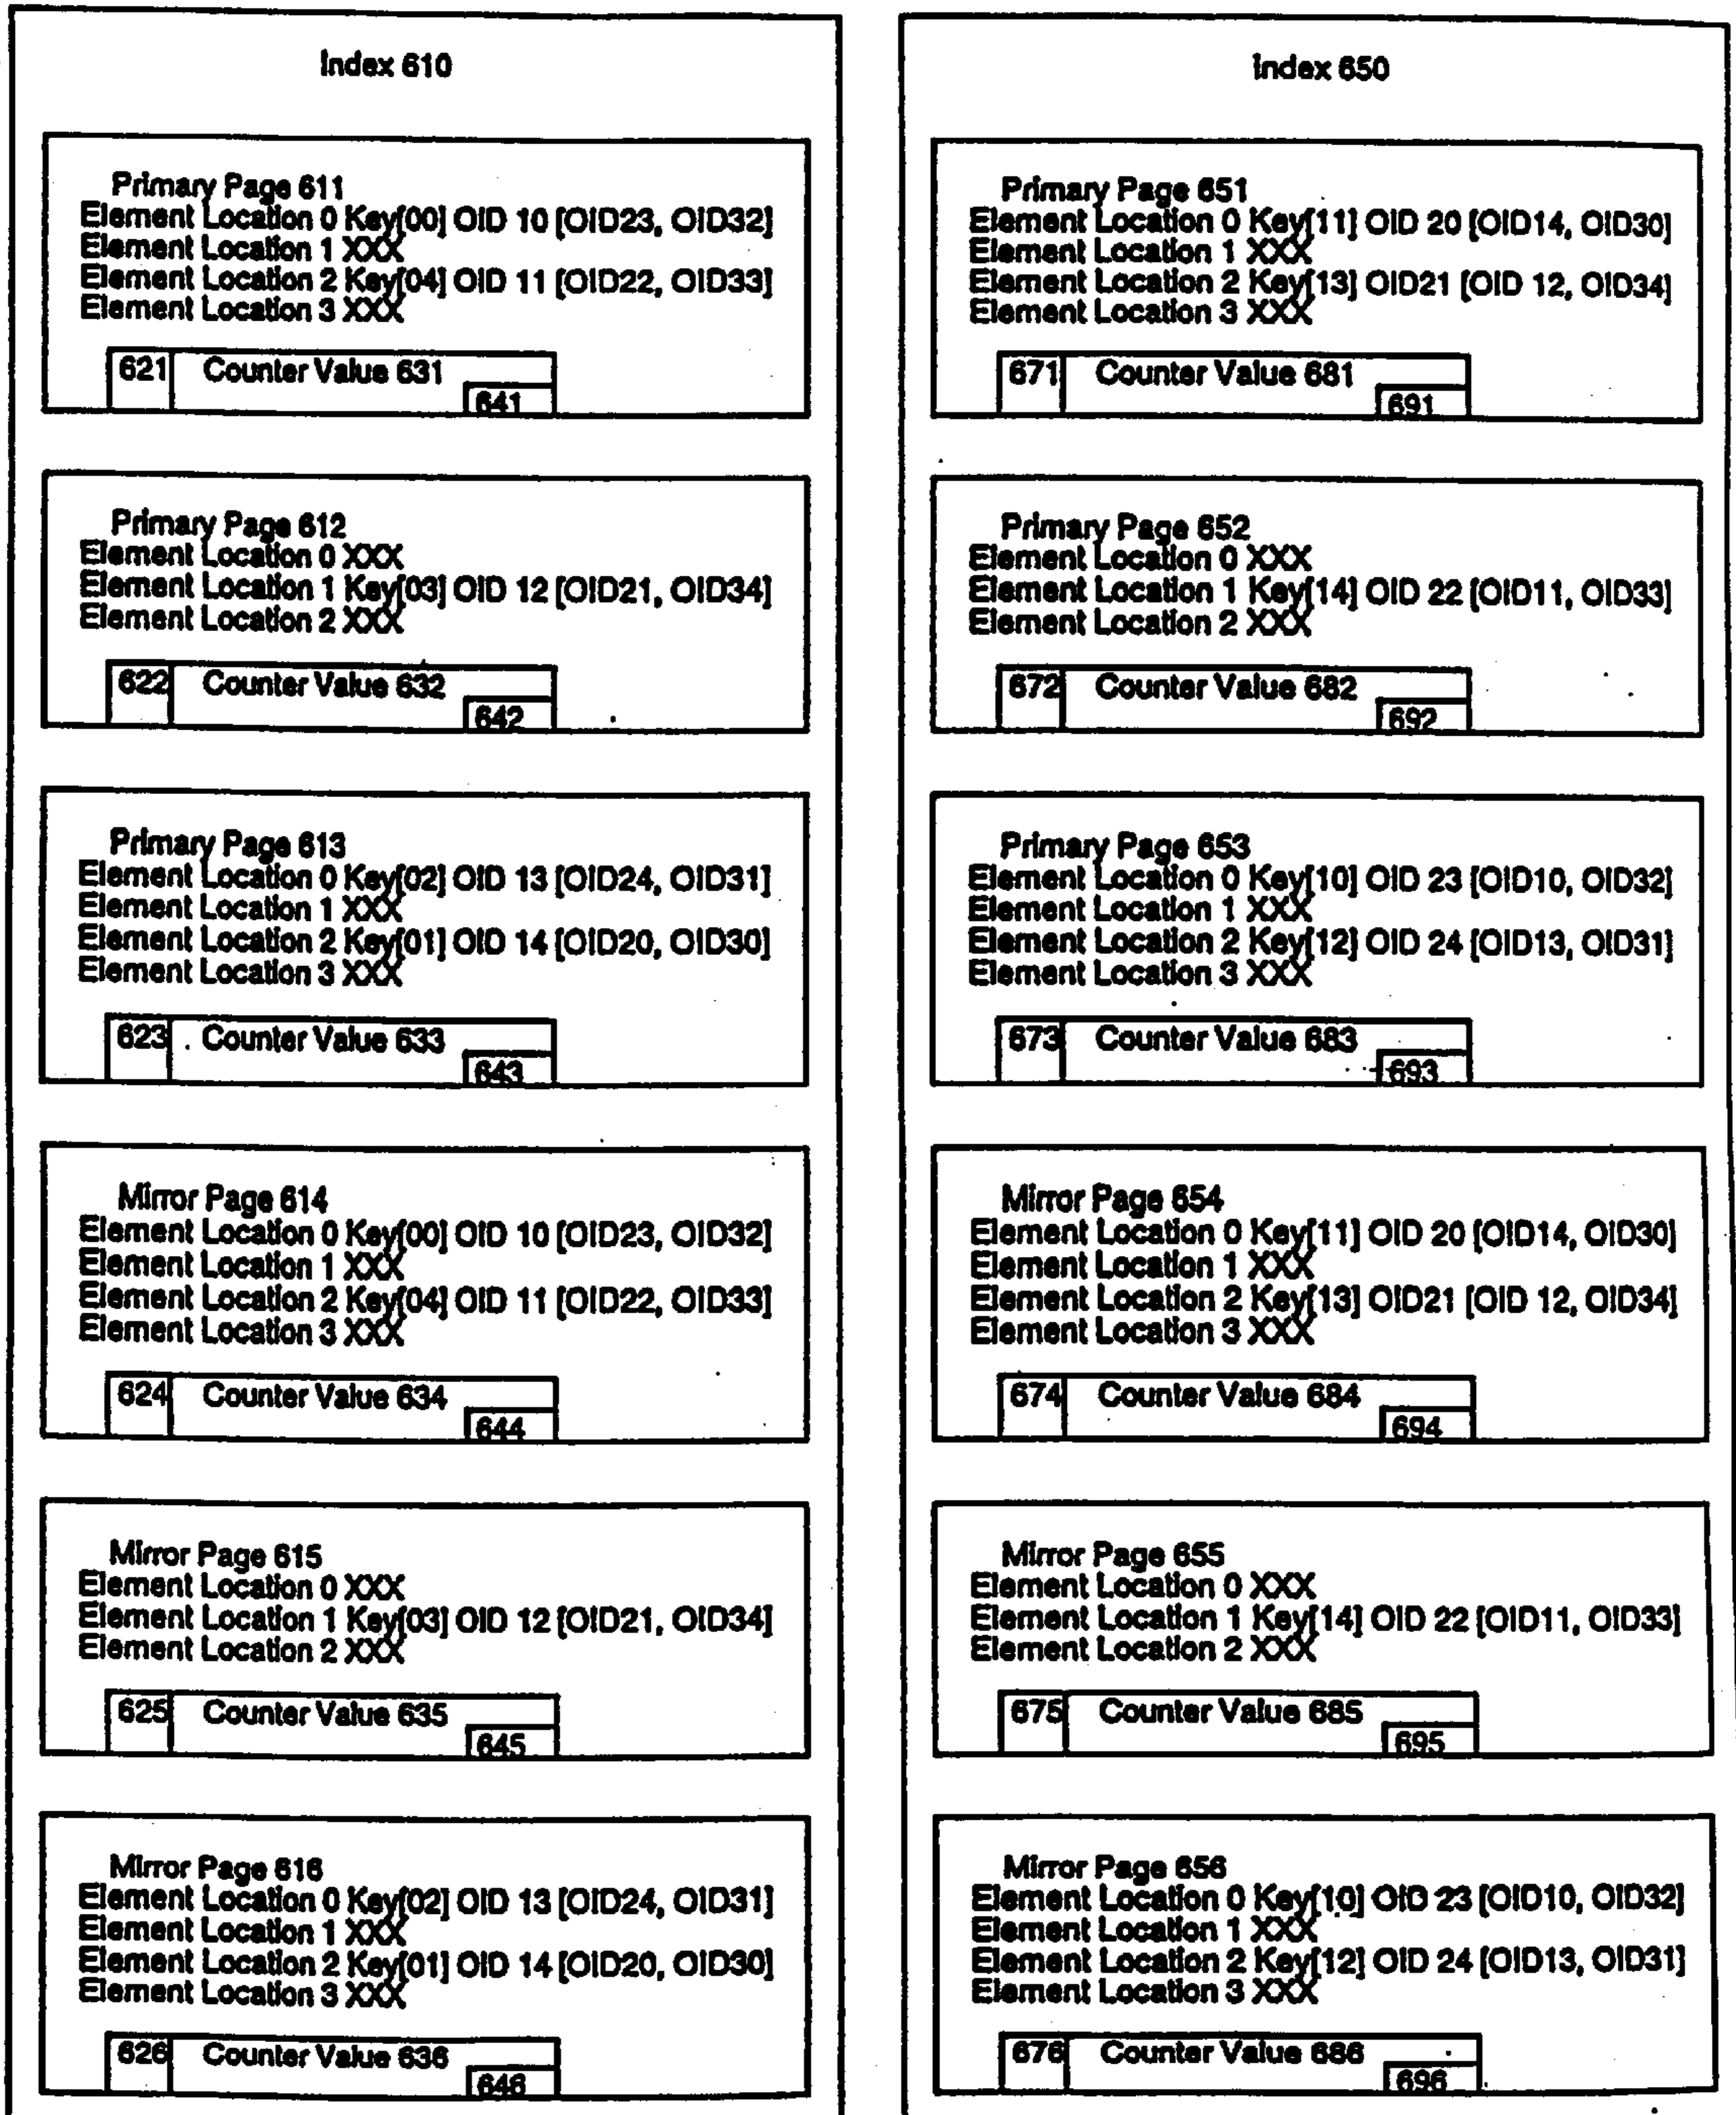 Index 610
Primary Page 611
Element Location 0 Key[00] OID 10 [OID23, OID32]
Element Location 1 XXX
Element Location 2 Key[04] OID 11 [OID22, OID33]
Element Location 3 XXX
621 Counter Value 631
641
Primary Page 612
Element Location 0 XXX
Element Location 1 Key[03] OID 12 [OID21, OID34]
Element Location 2 XXX
622 Counter Value 632
642
Primary Page 613
Element Location 0 Key[02] OID 13 [OID24, OID31]
Element Location 1 XXX
Element Location 2 Key[01] OID 14 [OID20, OID30]
Element Location 3 XXX
623 Counter Value 633
643
Mirror Page 614
Element Location 0 Key[00] OID 10 [OID23, OID32]
Element Location 1 XXX
Element Location 2 Key[04] OID 11 [OID22, OID33]
Element Location 3 XXX
624 Counter Value 634
644
Mirror Page 615
Element Location 0 XXX
Element Location 1 Key[03] OID 12 [OID21, OID34]
Element Location 2 XXX
625 Counter Value 635
645
Mirror Page 616
Element Location 0 Key[02] OID 13 [OID24, OID31]
Element Location 1 XXX
Element Location 2 Key[01] OID 14 [OID20, OID30]
Element Location 3 XXX
626 Counter Value 636
646
Index 650
Primary Page 651
Element Location 0 Key[11] OID 20 [OID14, OID30]
Element Location 1 XXX
Element Location 2 Key[13] OID21 [OID 12, OID34]
Element Location 3 XXX
671 Counter Value 681
691
Primary Page 652
Element Location 0 XXX
Element Location 1 Key[14] OID 22 [OID11, OID33]
Element Location 2 XXX
672 Counter Value 682
692
Primary Page 653
Element Location 0 Key[10] OID 23 [OID10, OID32]
Element Location 1 XXX
Element Location 2 Key[12] OID 24 [OID13, OID31]
Element Location 3 XXX
673 Counter Value 683
693
Mirror Page 654
Element Location 0 Key[11] OID 20 [OID14, OID30]
Element Location 1 XXX
Element Location 2 Key[13] OID21 [OID 12, OID34]
Element Location 3 XXX
674 Counter Value 684
694
Mirror Page 655
Element Location 0 XXX
Element Location 1 Key[14] OID 22 [OID11, OID33]
Element Location 2 XXX
675 Counter Value 685
695
Mirror Page 656
Element Location 0 Key[10] OID 23 [OID10, OID32]
Element Location 1 XXX
Element Location 2 Key[12] OID 24 [OID13, OID31]
Element Location 3 XXX
676 Counter Value 686
696